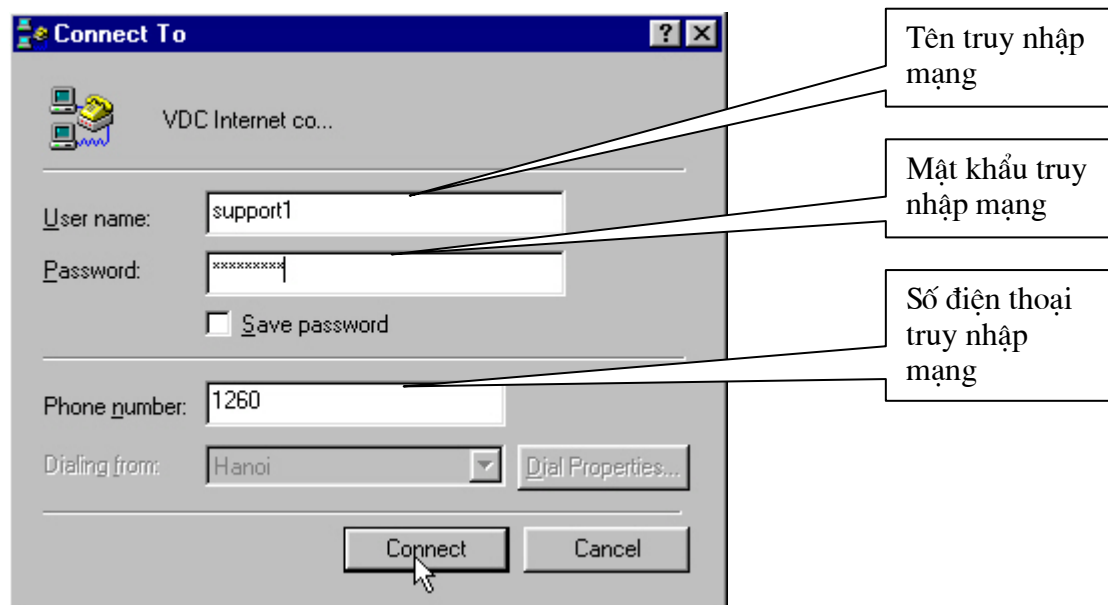 Connect To
VDC Internet co...
User name:
support1
Password:
*********
Save password
Phone number:
1260
Dialing from:
Hanoi
Dial Properties...
Connect
Cancel
Tên truy nhập
mạng
Mật khẩu truy
nhập mạng
Số điện thoại
truy nhập
mạng